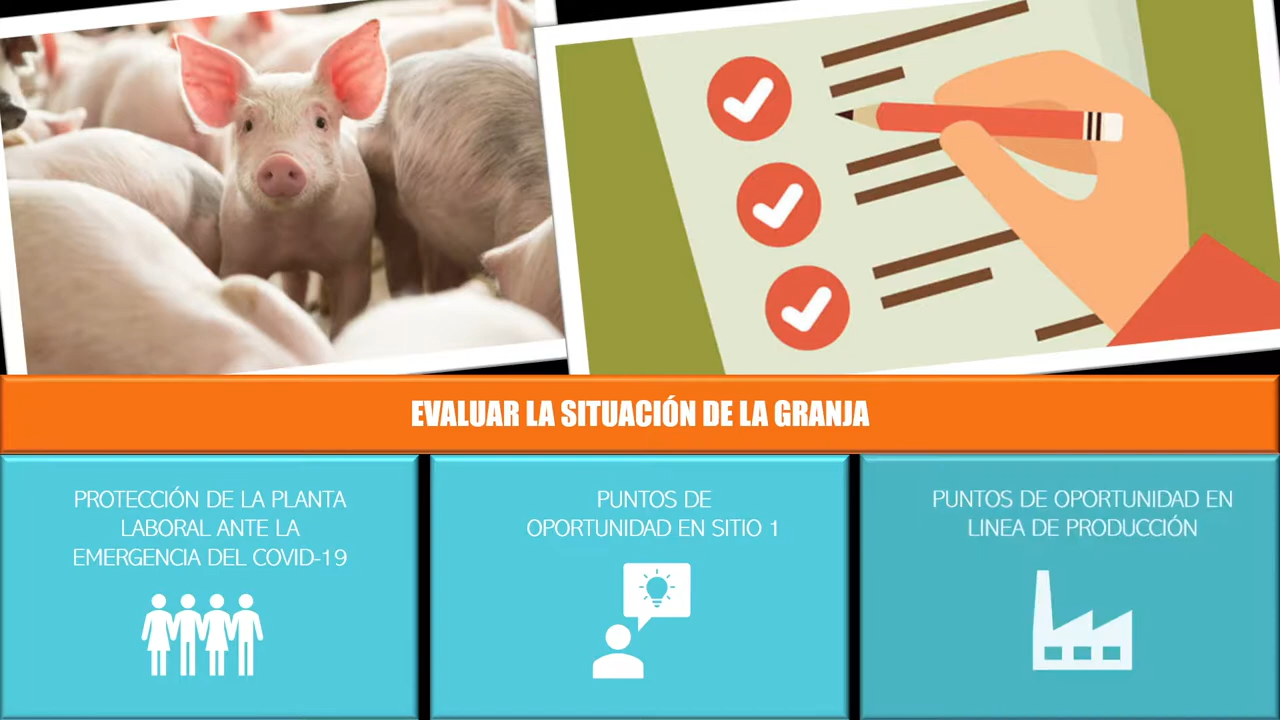 EVALUAR LA SITUACIÓN DE LA GRANJA
PROTECCIÓN DE LA PLANTA
LABORAL ANTE LA
EMERGENCIA DEL COVID-19
PUNTOS DE
OPORTUNIDAD EN SITIO 1
PUNTOS DE OPORTUNIDAD EN
LINEA DE PRODUCCIÓN